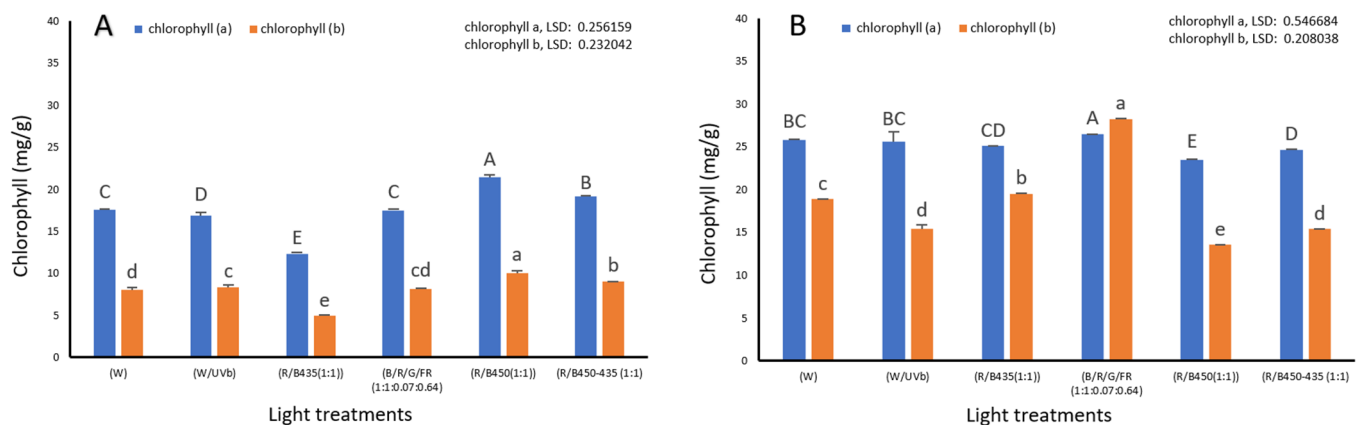 A
chlorophyll (a) chlorophyll (b)
chlorophyll a, LSD: 0.256159
chlorophyll b, LSD: 0.232042
Chlorophyll (mg/g)
40
35
30
25
20
15
10
5
0
C
d
D
c
E
e
C
cd
A
a
B
b
(W)
(W/UVb)
(R/B435(1:1))
(B/R/G/FR
(1:1:0.07:0.64)
(R/B450(1:1))
(R/B450-435 (1:1)
Light treatments
B
chlorophyll (a) chlorophyll (b)
chlorophyll a, LSD: 0.546684
chlorophyll b, LSD: 0.208038
Chlorophyll (mg/g)
40
35
30
25
20
15
10
5
0
BC
c
BC
d
CD
b
A
a
E
e
D
d
(W)
(W/UVb)
(R/B435(1:1))
(B/R/G/FR
(1:1:0.07:0.64)
(R/B450(1:1))
(R/B450-435 (1:1)
Light treatments